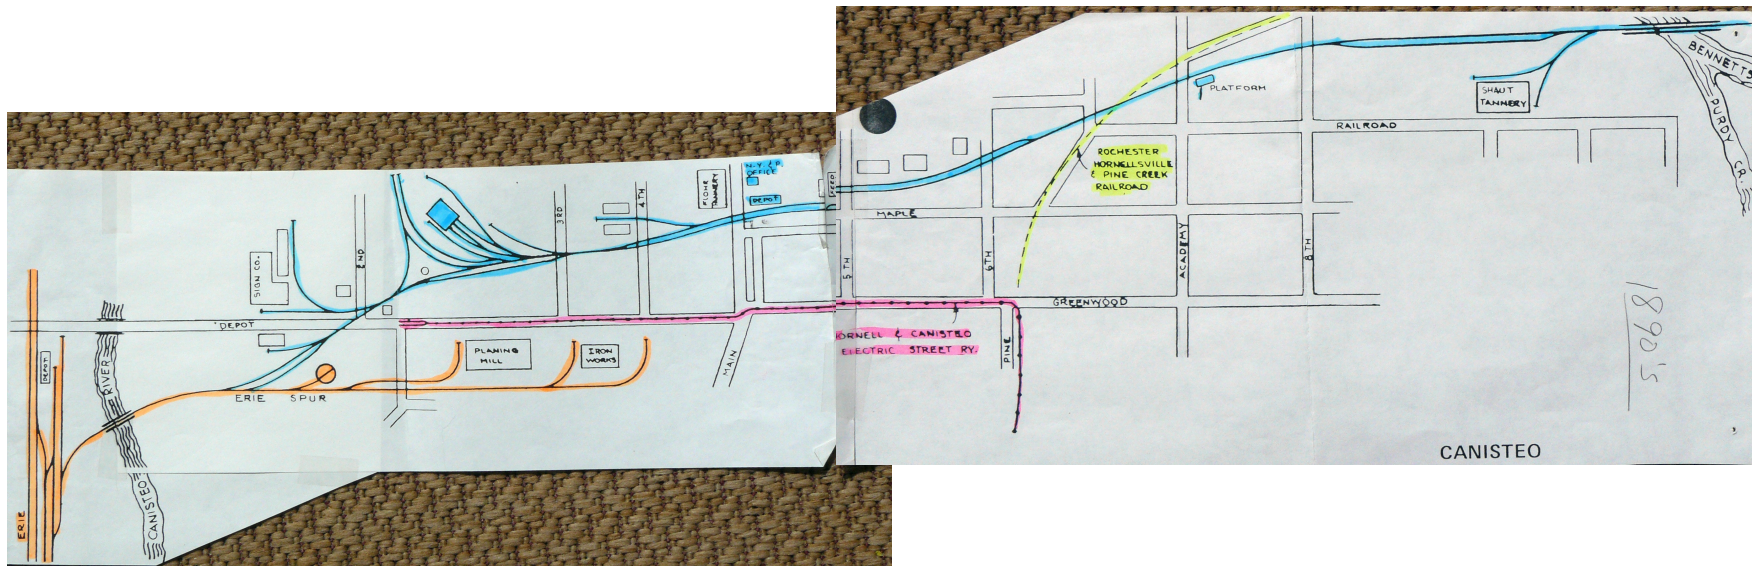 N.Y. & P.
OFFICE
DEPOT
FLOHR
TANNERY
4TH
3RD
2ND
SIGN CO.
DEPOT
DEPOT
RIVER
CANISTEO
ERIE
ERIE SPUR
PLANING
MILL
IRON
WORKS
MAIN
5TH
MAPLE
6TH
ROCHESTER
HORNELLSVILLE
& PINE CREEK
RAILROAD
PLATFORM
ACADEMY
8TH
RAILROAD
SHAUT
TANNERY
BENNETTS
PURDY
CR.
GREENWOOD
ORNELL & CANISTEO
ELECTRIC STREET RY.
PINE
1890'S
CANISTEO